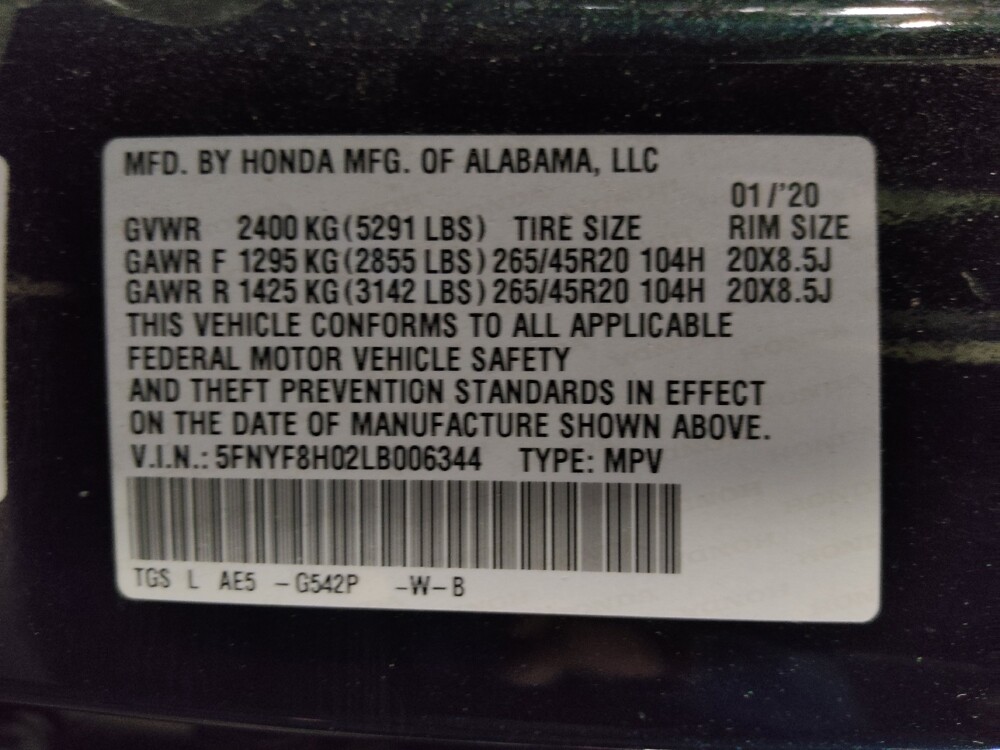 MFD. BY HONDA MFG. OF ALABAMA, LLC
01/'20
GVWR 2400 KG (5291 LBS) TIRE SIZE RIM SIZE
GAWR F 1295 KG (2855 LBS) 265/45R20 104H 20X8.5J
GAWR R 1425 KG (3142 LBS) 265/45R20 104H 20X8.5J
THIS VEHICLE CONFORMS TO ALL APPLICABLE
FEDERAL MOTOR VEHICLE SAFETY
AND THEFT PREVENTION STANDARDS IN EFFECT
ON THE DATE OF MANUFACTURE SHOWN ABOVE.
V.I.N.: 5FNYF8H02LB006344 TYPE: MPV
TGS L AE5 -G542P -W-B